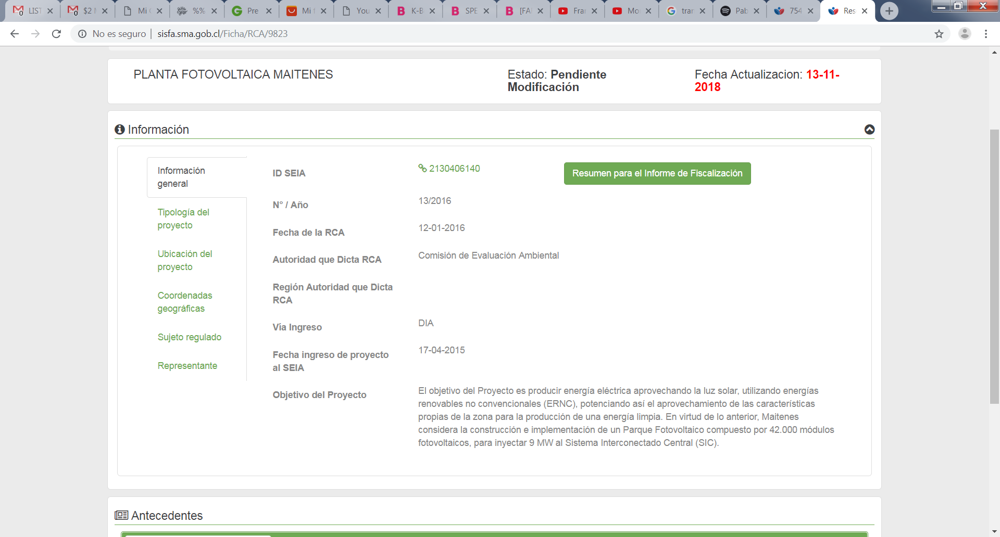 LIST
$2
Mi
%%
Pre
Mi f
You
K-B
SPE
[FA
Fra
Mo
tra
Pab
754
Res
No es seguro | sisfa.sma.gob.cl/Ficha/RCA/9823
PLANTA FOTOVOLTAICA MAITENES
Estado: Pendiente
Modificación
Fecha Actualizacion: 13-11-
2018
Información
Información
general
Tipología del
proyecto
Ubicación del
proyecto
Coordenadas
geográficas
Sujeto regulado
Representante
ID SEIA
2130406140
Resumen para el Informe de Fiscalización
N° / Año
13/2016
Fecha de la RCA
12-01-2016
Autoridad que Dicta RCA
Comisión de Evaluación Ambiental
Región Autoridad que Dicta
RCA
Vía Ingreso
DIA
Fecha ingreso de proyecto
al SEIA
17-04-2015
Objetivo del Proyecto
El objetivo del Proyecto es producir energía eléctrica aprovechando la luz solar, utilizando energías
renovables no convencionales (ERNC), potenciando así el aprovechamiento de las características
propias de la zona para la producción de una energía limpia. En virtud de lo anterior, Maitenes
considera la construcción e implementación de un Parque Fotovoltaico compuesto por 42.000 módulos
fotovoltaicos, para inyectar 9 MW al Sistema Interconectado Central (SIC).
Antecedentes